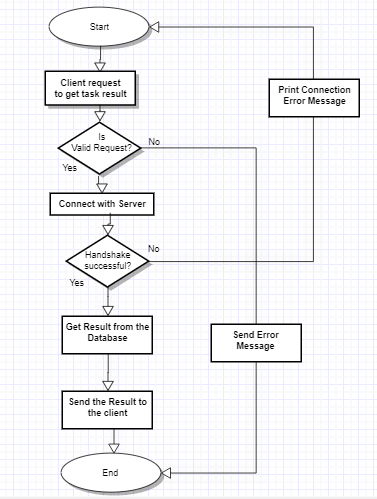 Start
Client request
to get task result
Print Connection
Error Message
Is
Valid Request?
No
Yes
Connect with Server
Handshake
successful?
No
Yes
Get Result from the
Database
Send Error
Message
Send the Result to
the client
End